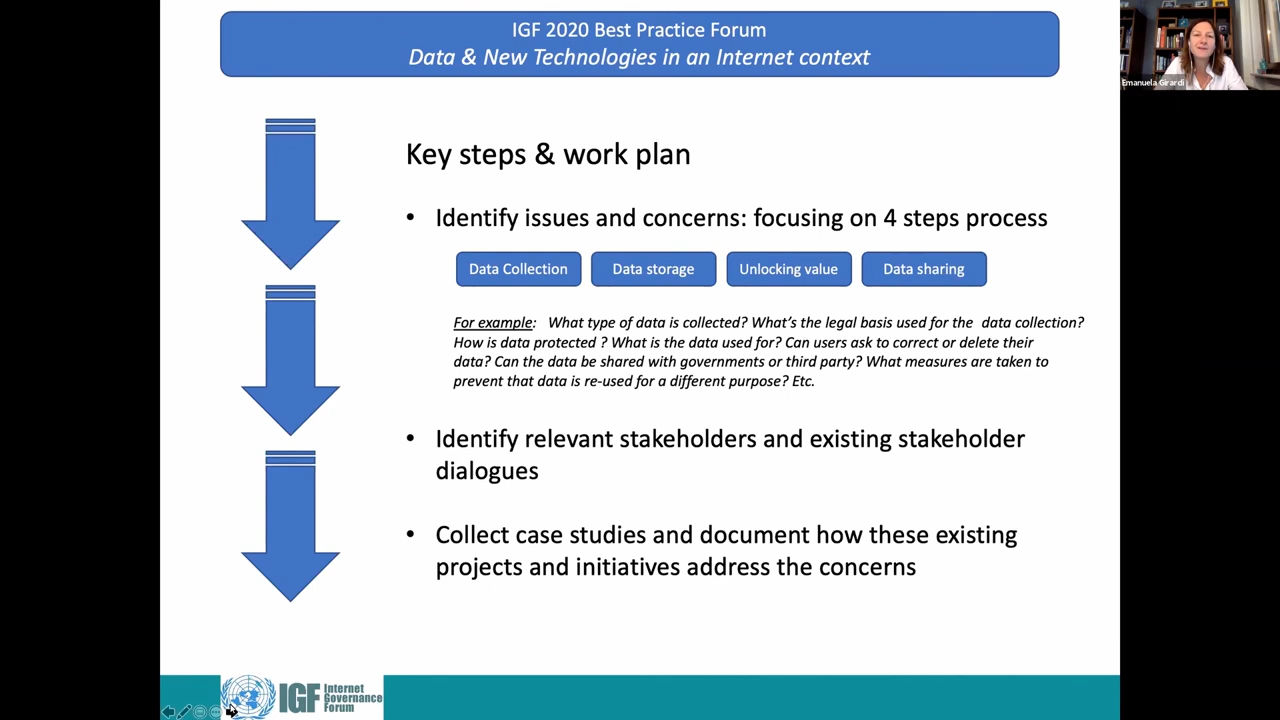 IGF 2020 Best Practice Forum
Data & New Technologies in an Internet context
Emanuela Girardi
Key steps & work plan
• Identify issues and concerns: focusing on 4 steps process
Data Collection
Data storage
Unlocking value
Data sharing
For example: What type of data is collected? What’s the legal basis used for the data collection?
How is data protected ? What is the data used for? Can users ask to correct or delete their
data? Can the data be shared with governments or third party? What measures are taken to
prevent that data is re-used for a different purpose? Etc.
• Identify relevant stakeholders and existing stakeholder
dialogues
• Collect case studies and document how these existing
projects and initiatives address the concerns
IGF
Internet
Governance
Forum